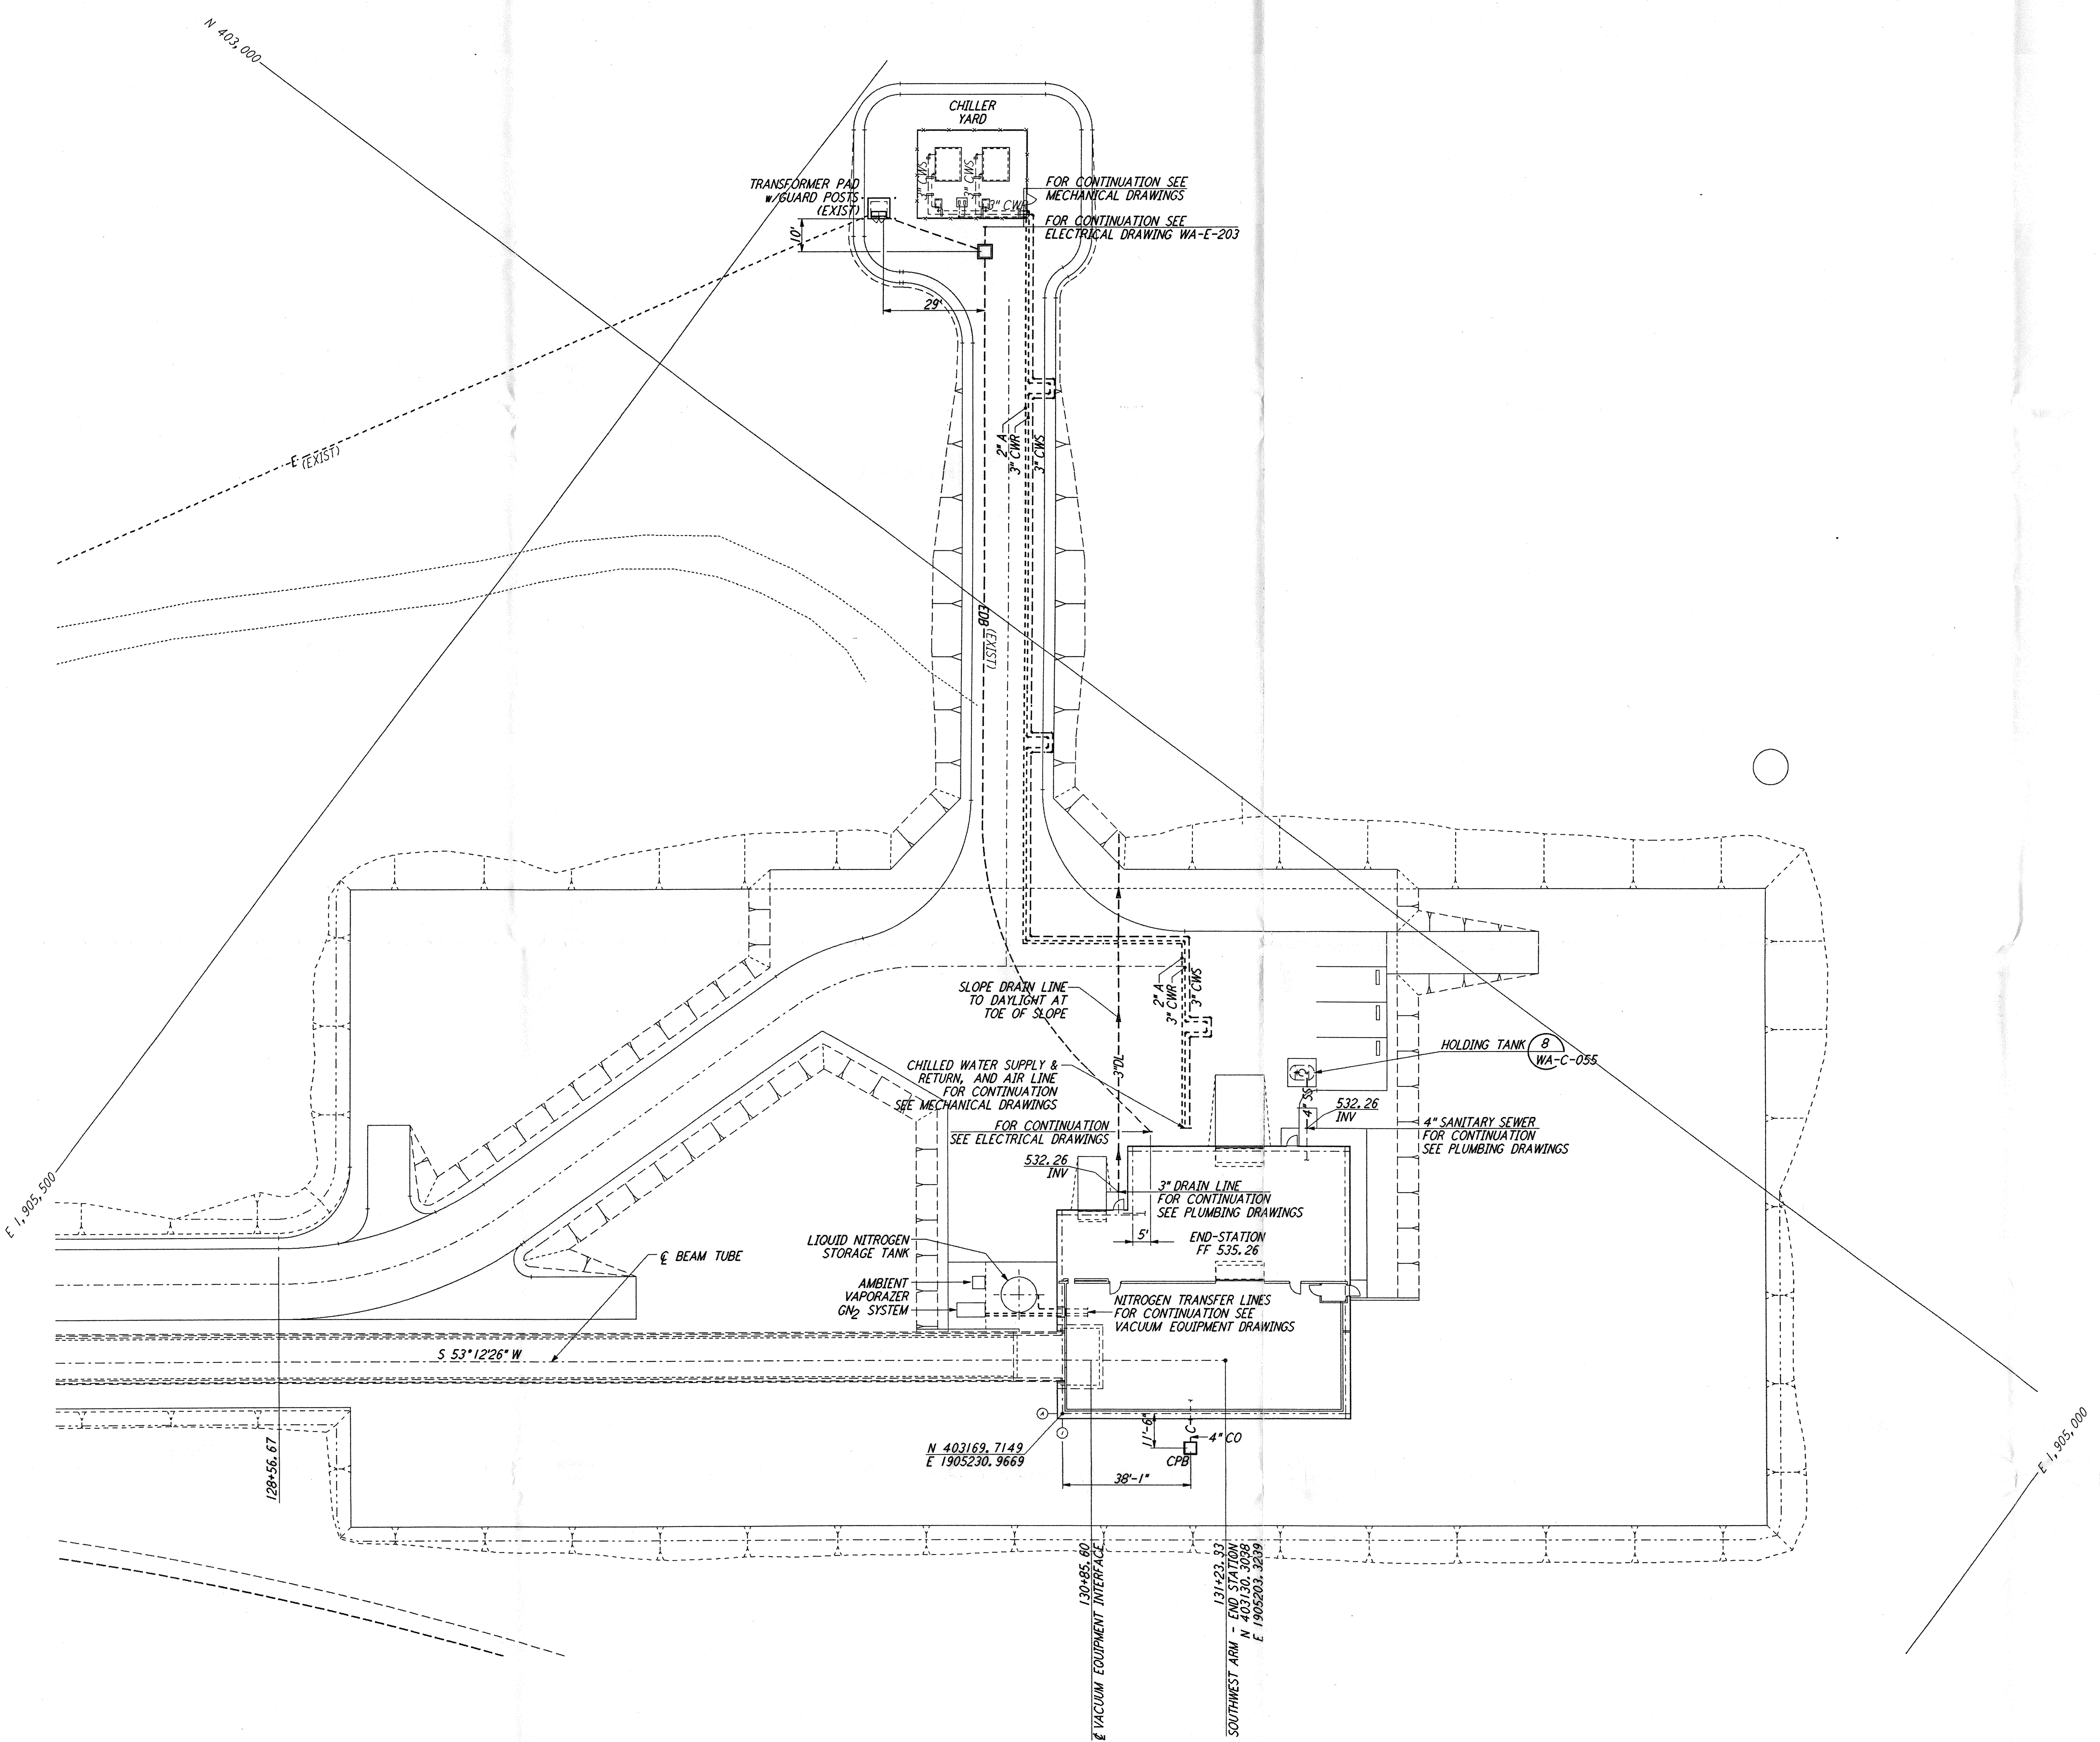 N 403,000
CHILLER
YARD
3" CWS
3" CWS
3" CWR
TRANSFORMER PAD
w/GUARD POSTS
(EXIST)
FOR CONTINUATION SEE
MECHANICAL DRAWINGS
FOR CONTINUATION SEE
ELECTRICAL DRAWING WA-E-203
10'
29'
E (EXIST)
2" A
3" CWR
3" CWS
EDB
(EXIST)
SLOPE DRAIN LINE
TO DAYLIGHT AT
TOE OF SLOPE
2" A
3" CWR
3" CWS
3"DL
CHILLED WATER SUPPLY &
RETURN, AND AIR LINE
FOR CONTINUATION
SEE MECHANICAL DRAWINGS
HOLDING TANK
8
WA-C-055
4" SS
532.26
INV
4" SANITARY SEWER
FOR CONTINUATION
SEE PLUMBING DRAWINGS
FOR CONTINUATION
SEE ELECTRICAL DRAWINGS
532.26
INV
3" DRAIN LINE
FOR CONTINUATION
SEE PLUMBING DRAWINGS
E 1,905,500
5'
END-STATION
FF 535.26
LIQUID NITROGEN
STORAGE TANK
℄ BEAM TUBE
AMBIENT
VAPORAZER
GN2 SYSTEM
NITROGEN TRANSFER LINES
FOR CONTINUATION SEE
VACUUM EQUIPMENT DRAWINGS
S 53°12'26" W
A
1
11'-6"
C
4" CO
CPB
38'-1"
N 403169.7149
E 1905230.9669
128+56.67
E 1,905,000
130+85.60
℄ VACUUM EQUIPMENT INTERFACE
131+23.33
SOUTHWEST ARM - END STATION
N 403130.3098
E 1905203.3239